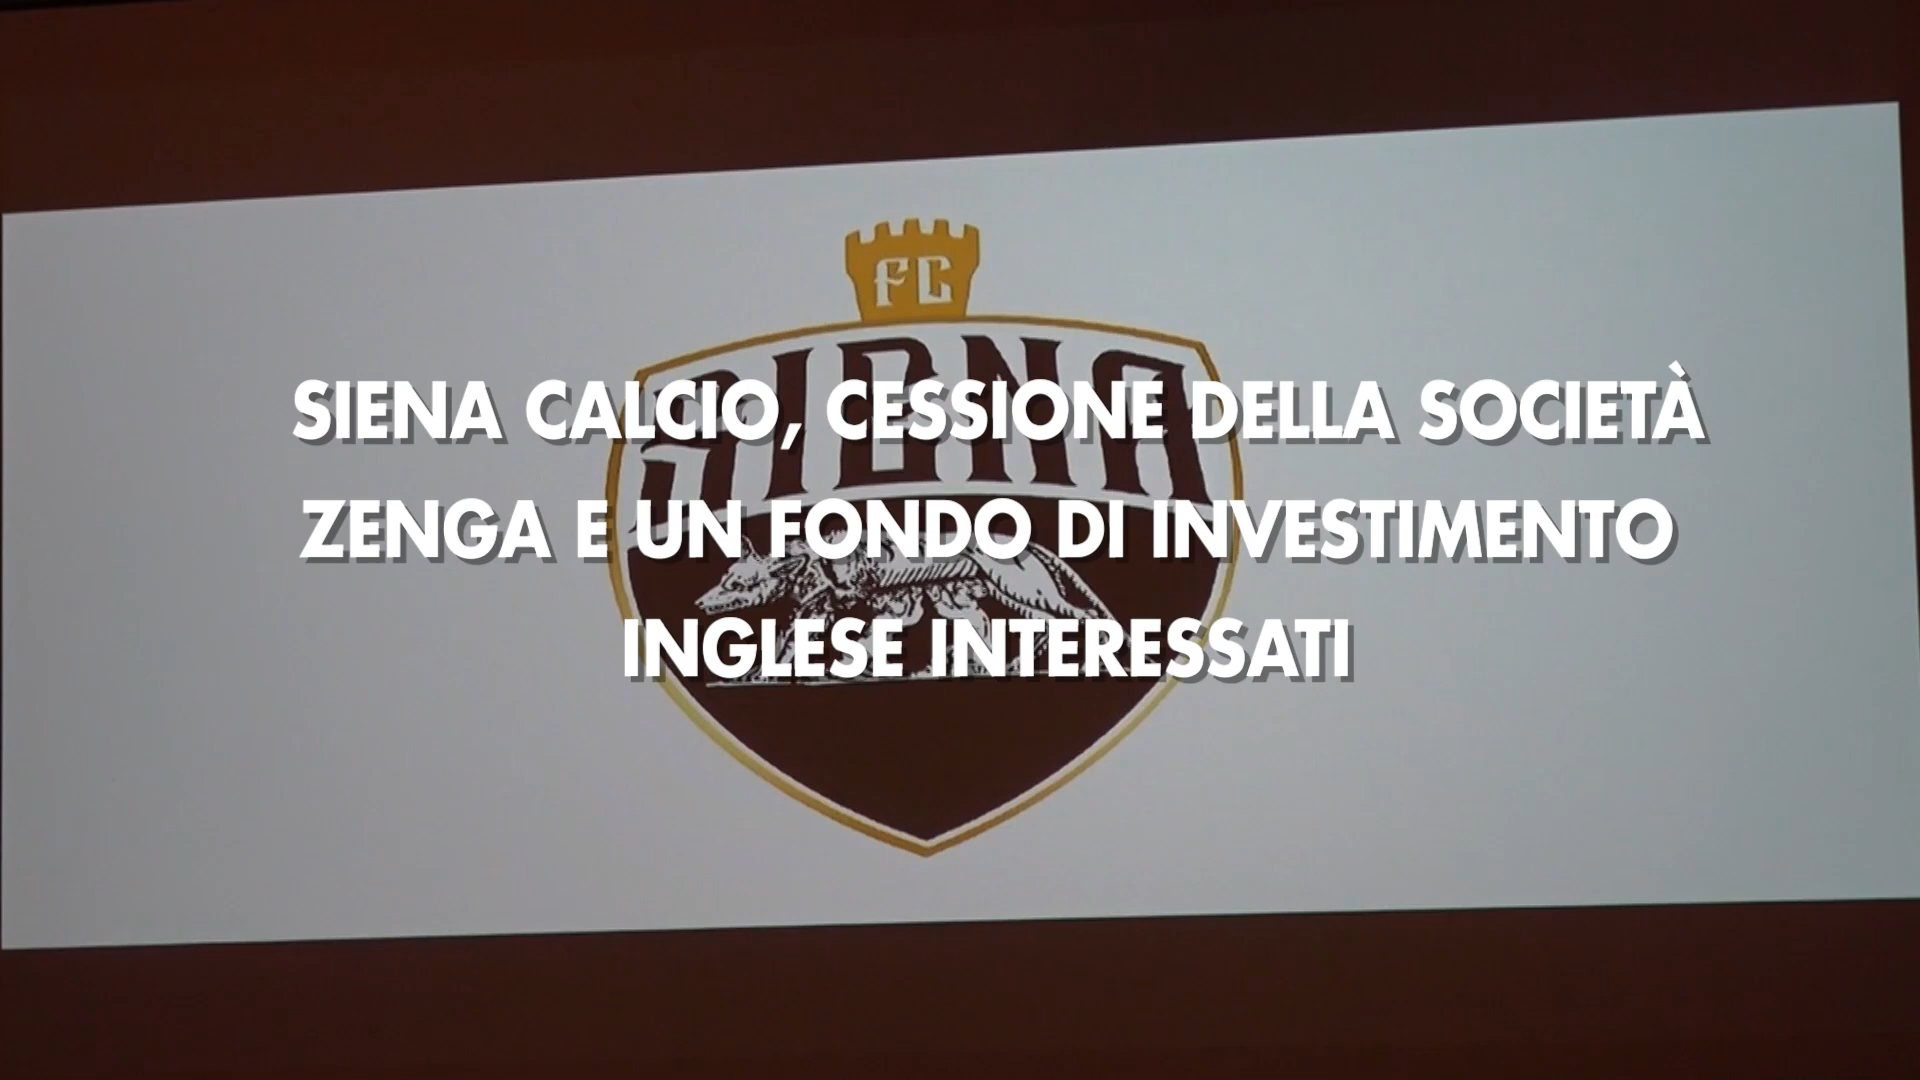 FC
SIENA
SIENA CALCIO, CESSIONE DELLA SOCIETÀ
ZENGA E UN FONDO DI INVESTIMENTO
INGLESE INTERESSATI